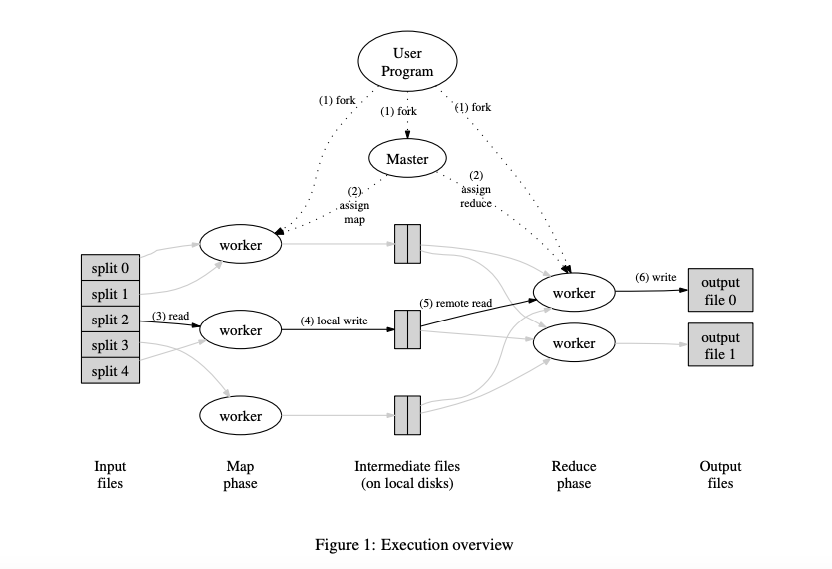 User
Program
(1) fork
(1) fork
(1) fork
Master
(2)
assign
map
(2)
assign
reduce
worker
split 0
split 1
split 2
split 3
split 4
(3) read
worker
(4) local write
(5) remote read
worker
(6) write
output
file 0
worker
output
file 1
worker
Input
files
Map
phase
Intermediate files
(on local disks)
Reduce
phase
Output
files
Figure 1: Execution overview